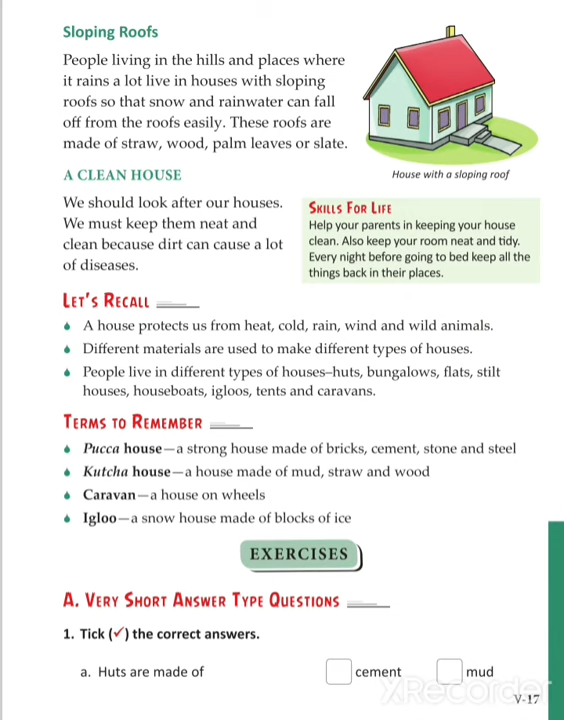 Sloping Roofs
People living in the hills and places where
it rains a lot live in houses with sloping
roofs so that snow and rainwater can fall
off from the roofs easily. These roofs are
made of straw, wood, palm leaves or slate.
House with a sloping roof
A CLEAN HOUSE
We should look after our houses.
We must keep them neat and
clean because dirt can cause a lot
of diseases.
SKILLS FOR LIFE
Help your parents in keeping your house
clean. Also keep your room neat and tidy.
Every night before going to bed keep all the
things back in their places.
LET'S RECALL
A house protects us from heat, cold, rain, wind and wild animals.
Different materials are used to make different types of houses.
People live in different types of houses–huts, bungalows, flats, stilt
houses, houseboats, igloos, tents and caravans.
TERMS TO REMEMBER
Pucca house—a strong house made of bricks, cement, stone and steel
Kutcha house—a house made of mud, straw and wood
Caravan—a house on wheels
Igloo—a snow house made of blocks of ice
EXERCISES
A. VERY SHORT ANSWER TYPE QUESTIONS
1. Tick (✓) the correct answers.
a. Huts are made of cement mud
XRecorder
V-17